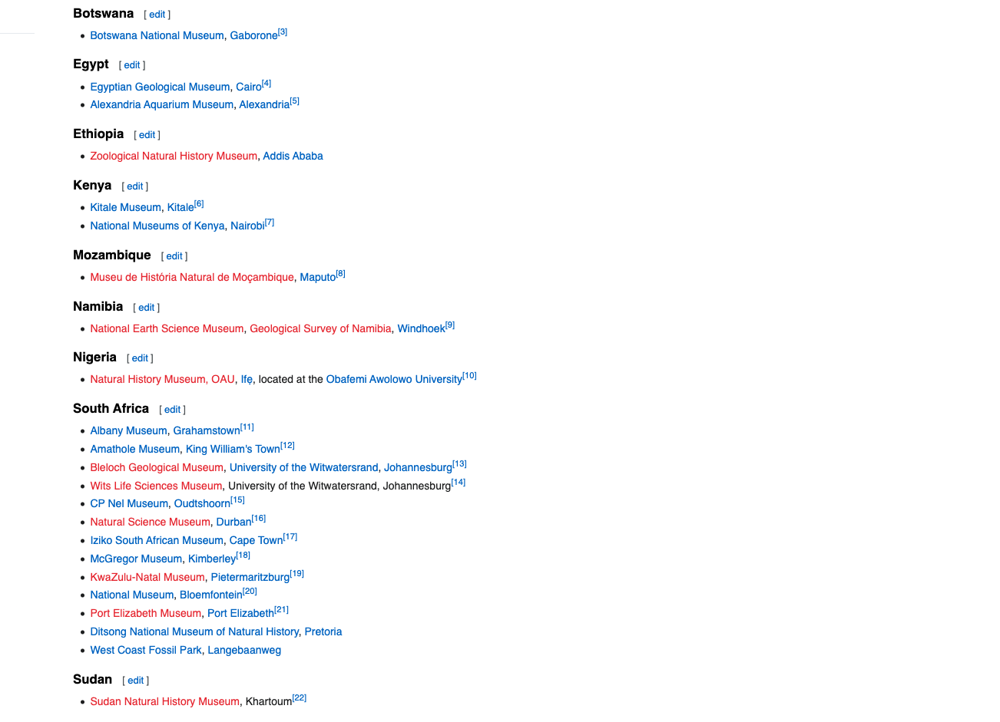 Botswana [ edit ]
• Botswana National Museum, Gaborone[3]
Egypt [ edit ]
• Egyptian Geological Museum, Cairo[4]
• Alexandria Aquarium Museum, Alexandria[5]
Ethiopia [ edit ]
• Zoological Natural History Museum, Addis Ababa
Kenya [ edit ]
• Kitale Museum, Kitale[6]
• National Museums of Kenya, Nairobi[7]
Mozambique [ edit ]
• Museu de História Natural de Moçambique, Maputo[8]
Namibia [ edit ]
• National Earth Science Museum, Geological Survey of Namibia, Windhoek[9]
Nigeria [ edit ]
• Natural History Museum, OAU, Ifẹ, located at the Obafemi Awolowo University[10]
South Africa [ edit ]
• Albany Museum, Grahamstown[11]
• Amathole Museum, King William's Town[12]
• Bleloch Geological Museum, University of the Witwatersrand, Johannesburg[13]
• Wits Life Sciences Museum, University of the Witwatersrand, Johannesburg[14]
• CP Nel Museum, Oudtshoorn[15]
• Natural Science Museum, Durban[16]
• Iziko South African Museum, Cape Town[17]
• McGregor Museum, Kimberley[18]
• KwaZulu-Natal Museum, Pietermaritzburg[19]
• National Museum, Bloemfontein[20]
• Port Elizabeth Museum, Port Elizabeth[21]
• Ditsong National Museum of Natural History, Pretoria
• West Coast Fossil Park, Langebaanweg
Sudan [ edit ]
• Sudan Natural History Museum, Khartoum[22]